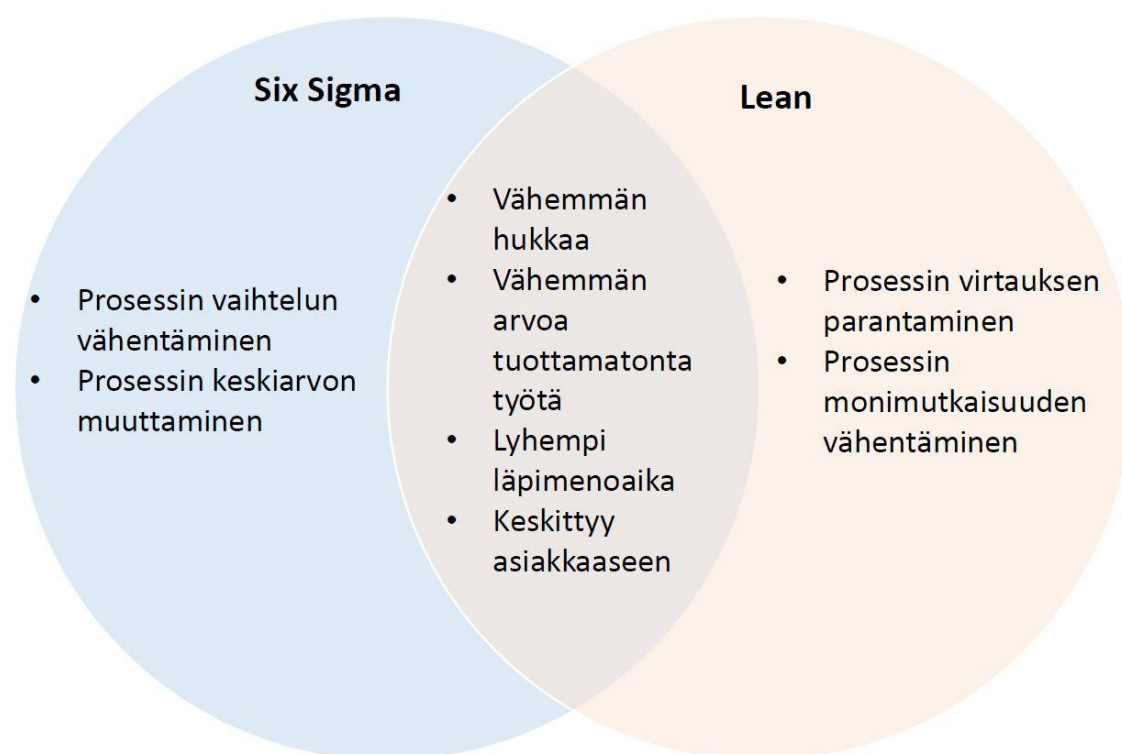 Six Sigma
• Prosessin vaihtelun
vähentäminen
• Prosessin keskiarvon
muuttaminen
• Vähemmän
hukkaa
• Vähemmän
arvoa
tuottamatonta
työtä
• Lyhempi
läpimenoaika
• Keskittyy
asiakkaaseen
Lean
• Prosessin virtauksen
parantaminen
• Prosessin
monimutkaisuuden
vähentäminen